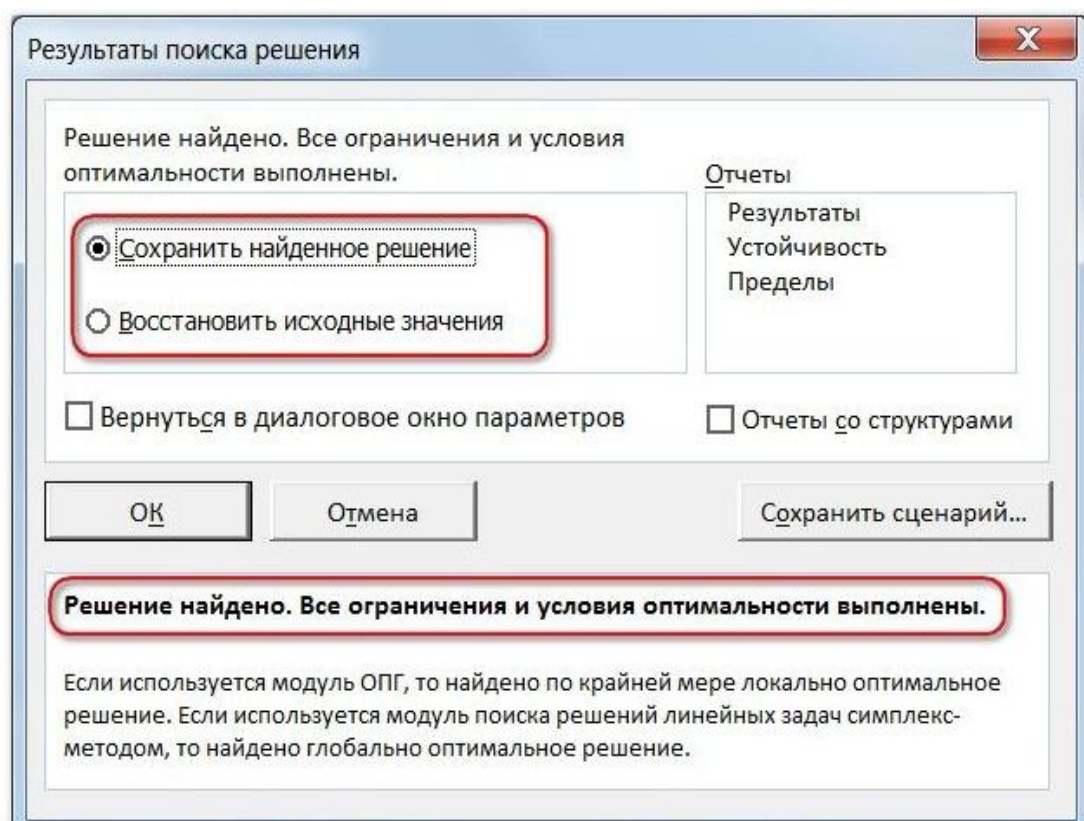 Результаты поиска решения
X
Решение найдено. Все ограничения и условия
оптимальности выполнены.
Сохранить найденное решение
Восстановить исходные значения
Отчеты
Результаты
Устойчивость
Пределы
Вернуться в диалоговое окно параметров
Отчеты со структурами
ОК
Отмена
Сохранить сценарий...
Решение найдено. Все ограничения и условия оптимальности выполнены.
Если используется модуль ОПГ, то найдено по крайней мере локально оптимальное
решение. Если используется модуль поиска решений линейных задач симплекс-
методом, то найдено глобально оптимальное решение.